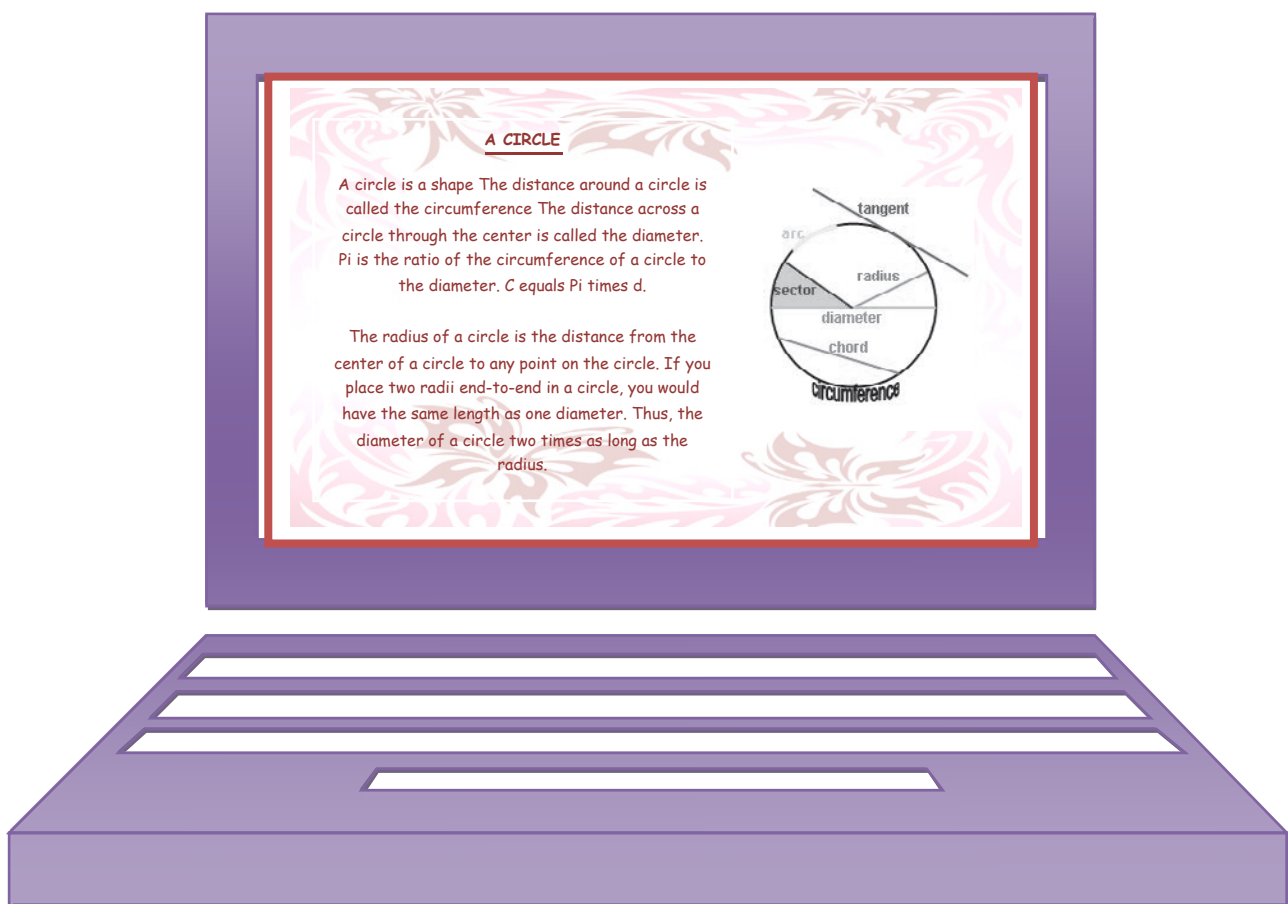 A CIRCLE
A circle is a shape The distance around a circle is
called the circumference The distance across a
circle through the center is called the diameter.
Pi is the ratio of the circumference of a circle to
the diameter. C equals Pi times d.
The radius of a circle is the distance from the
center of a circle to any point on the circle. If you
place two radii end-to-end in a circle, you would
have the same length as one diameter. Thus, the
diameter of a circle two times as long as the
radius.
tangent
arc
radius
sector
diameter
chord
circumference